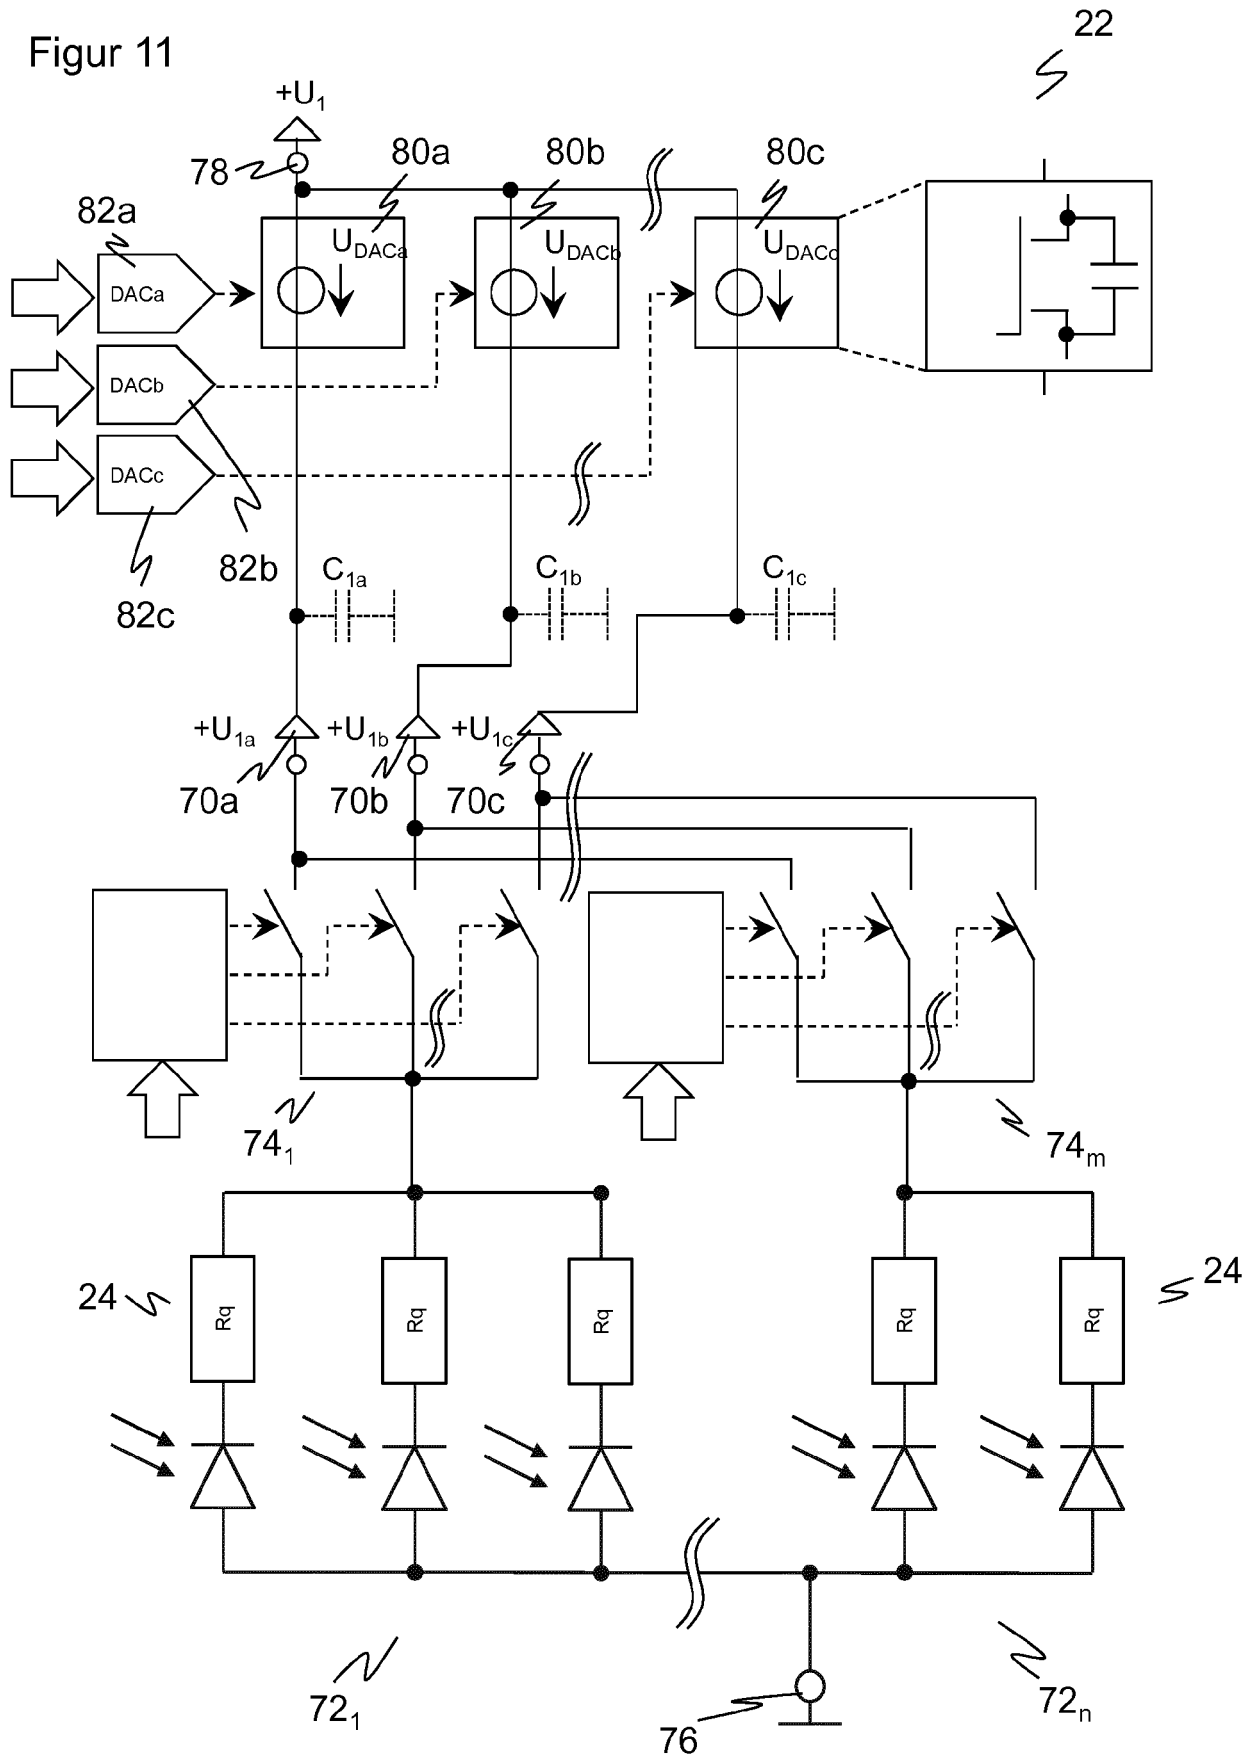 Figur 11
22
+U1
78
80a
80b
80c
82a
UDACa
UDACb
UDACc
DACa
DACb
DACc
82b
82c
C1a
C1b
C1c
+U1a
+U1b
+U1c
70a
70b
70c
741
74m
24
Rq
Rq
Rq
Rq
Rq
24
721
76
72n